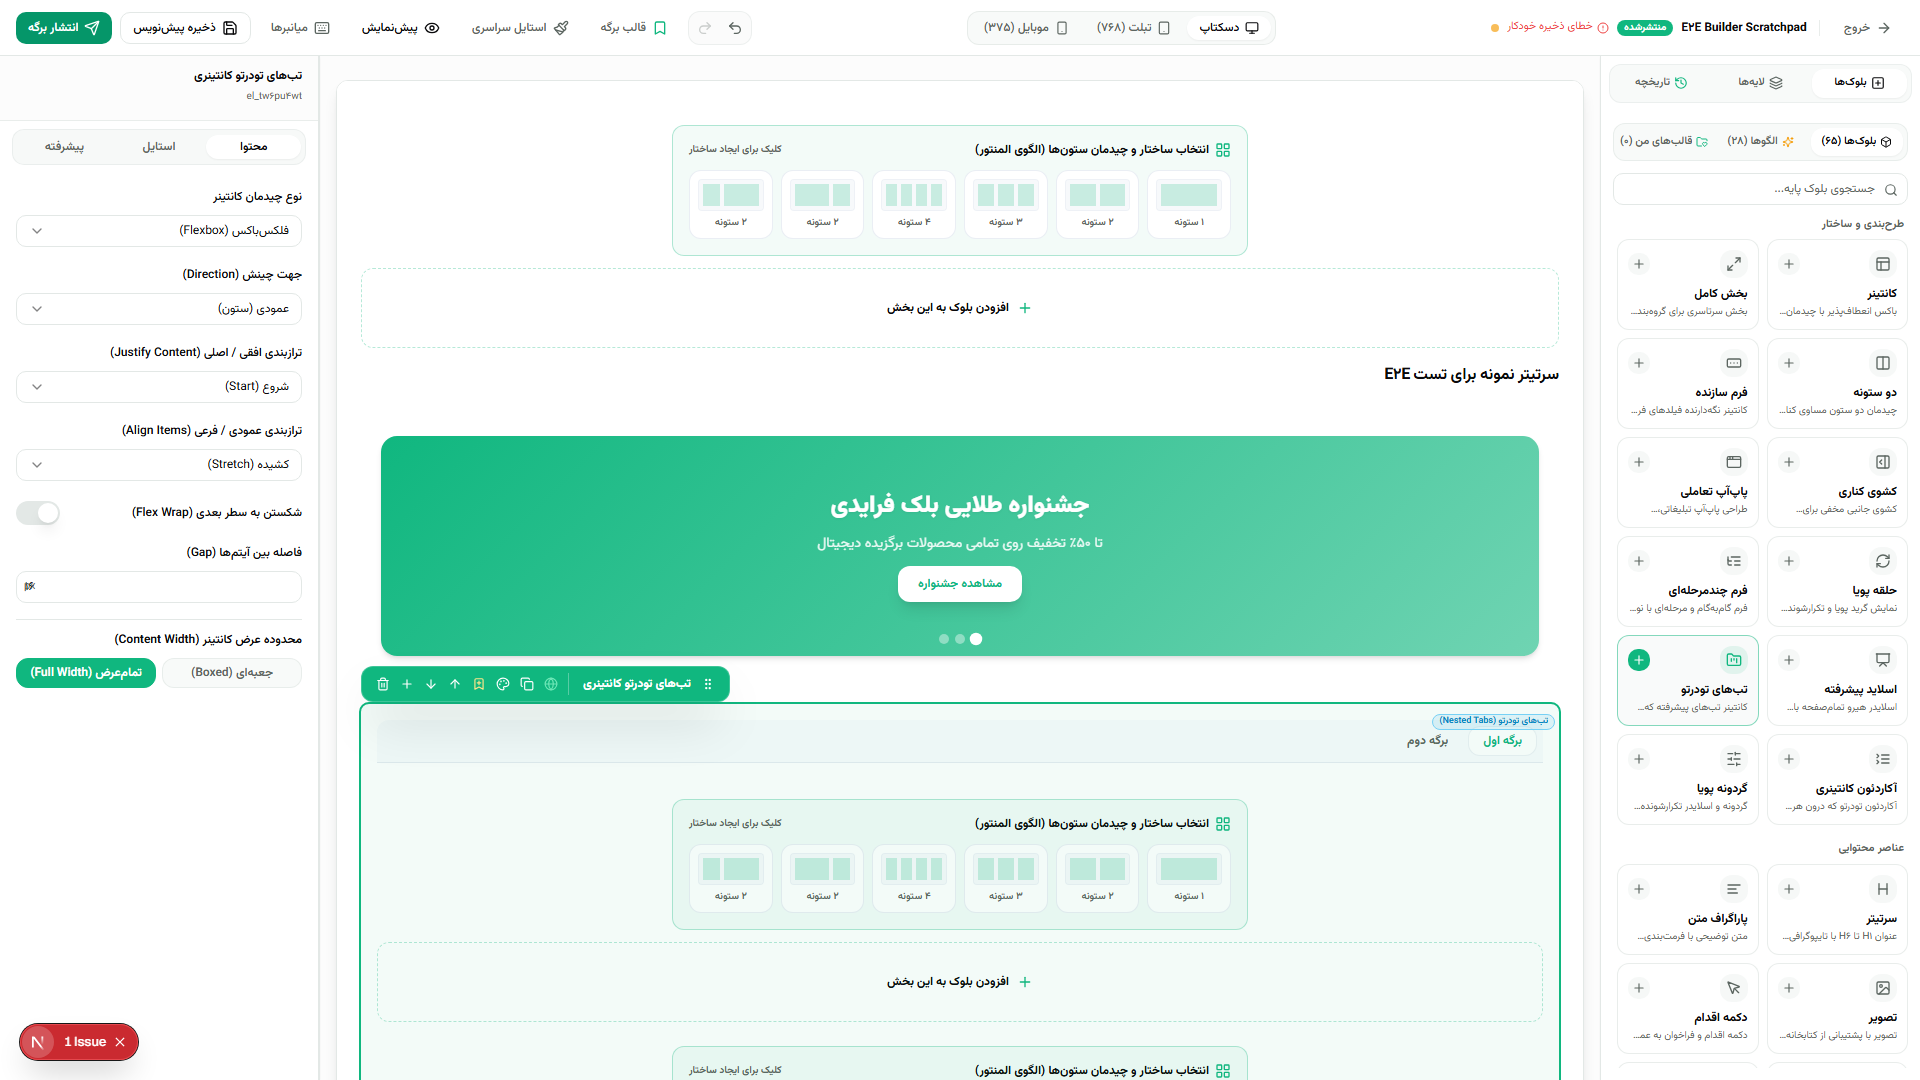 خروج
E2E Builder Scratchpad
منتشرشده
خطای ذخیره خودکار
دسکتاپ
تبلت (۷۶۸)
موبایل (۳۷۵)
قالب برگه
استایل سراسری
پیش‌نمایش
میانبرها
ذخیره پیش‌نویس
انتشار برگه
بلوک‌ها
لایه‌ها
تاریخچه
بلوک‌ها (۶۵)
الگوها (۲۸)
قالب‌های من (۰)
جستجوی بلوک پایه...
طرح‌بندی و ساختار
کانتینر
باکس انعطاف‌پذیر با چیدمان...
بخش کامل
بخش سرتاسری برای گروه‌بند...
دو ستونه
چیدمان دو ستون مساوی کنا...
فرم سازنده
کانتینر نگه‌دارنده فیلدهای فر...
کشوی کناری
کشوی جانبی مخفی برای...
پاپ‌آپ تعاملی
طراحی پاپ‌آپ تبلیغاتی،...
حلقه پویا
نمایش گرید پویا و تکرارشوند...
فرم چندمرحله‌ای
فرم گام‌به‌گام و مرحله‌ای با نو...
اسلاید پیشرفته
اسلایدر هیرو تمام‌صفحه با...
تب‌های تودرتو
کانتینر تب‌های پیشرفته که...
آکاردئون کانتینری
آکاردئون تودرتو که درون هر...
گردونه پویا
گردونه و اسلایدر تکرارشونده...
عناصر محتوایی
سرتیتر
عنوان H۱ تا H۶ با تایپوگرافی...
پاراگراف متن
متن توضیحی با فرمت‌بندی...
تصویر
تصویر با پشتیبانی از کتابخانه...
دکمه اقدام
دکمه اقدام و فراخوان به عم...
انتخاب ساختار و چیدمان ستون‌ها (الگوی المنتور)
کلیک برای ایجاد ساختار
۱ ستونه
۲ ستونه
۳ ستونه
۴ ستونه
۲ ستونه
۲ ستونه
افزودن بلوک به این بخش
سرتیتر نمونه برای تست E۲E
جشنواره طلایی بلک فرایدی
تا ۵۰٪ تخفیف روی تمامی محصولات برگزیده دیجیتال
مشاهده جشنواره
تب‌های تودرتو کانتینری
تب‌های تودرتو (Nested Tabs)
برگه اول
برگه دوم
انتخاب ساختار و چیدمان ستون‌ها (الگوی المنتور)
کلیک برای ایجاد ساختار
۱ ستونه
۲ ستونه
۳ ستونه
۴ ستونه
۲ ستونه
۲ ستونه
افزودن بلوک به این بخش
انتخاب ساختار و چیدمان ستون‌ها (الگوی المنتور)
کلیک برای ایجاد ساختار
تب‌های تودرتو کانتینری
el_tw۶pu۴wt
محتوا
استایل
پیشرفته
نوع چیدمان کانتینر
فلکس‌باکس (Flexbox)
جهت چینش (Direction)
عمودی (ستون)
ترازبندی افقی / اصلی (Justify Content)
شروع (Start)
ترازبندی عمودی / فرعی (Align Items)
کشیده (Stretch)
شکستن به سطر بعدی (Flex Wrap)
فاصله بین آیتم‌ها (Gap)
محدوده عرض کانتینر (Content Width)
جعبه‌ای (Boxed)
تمام‌عرض (Full Width)
N 1 Issue